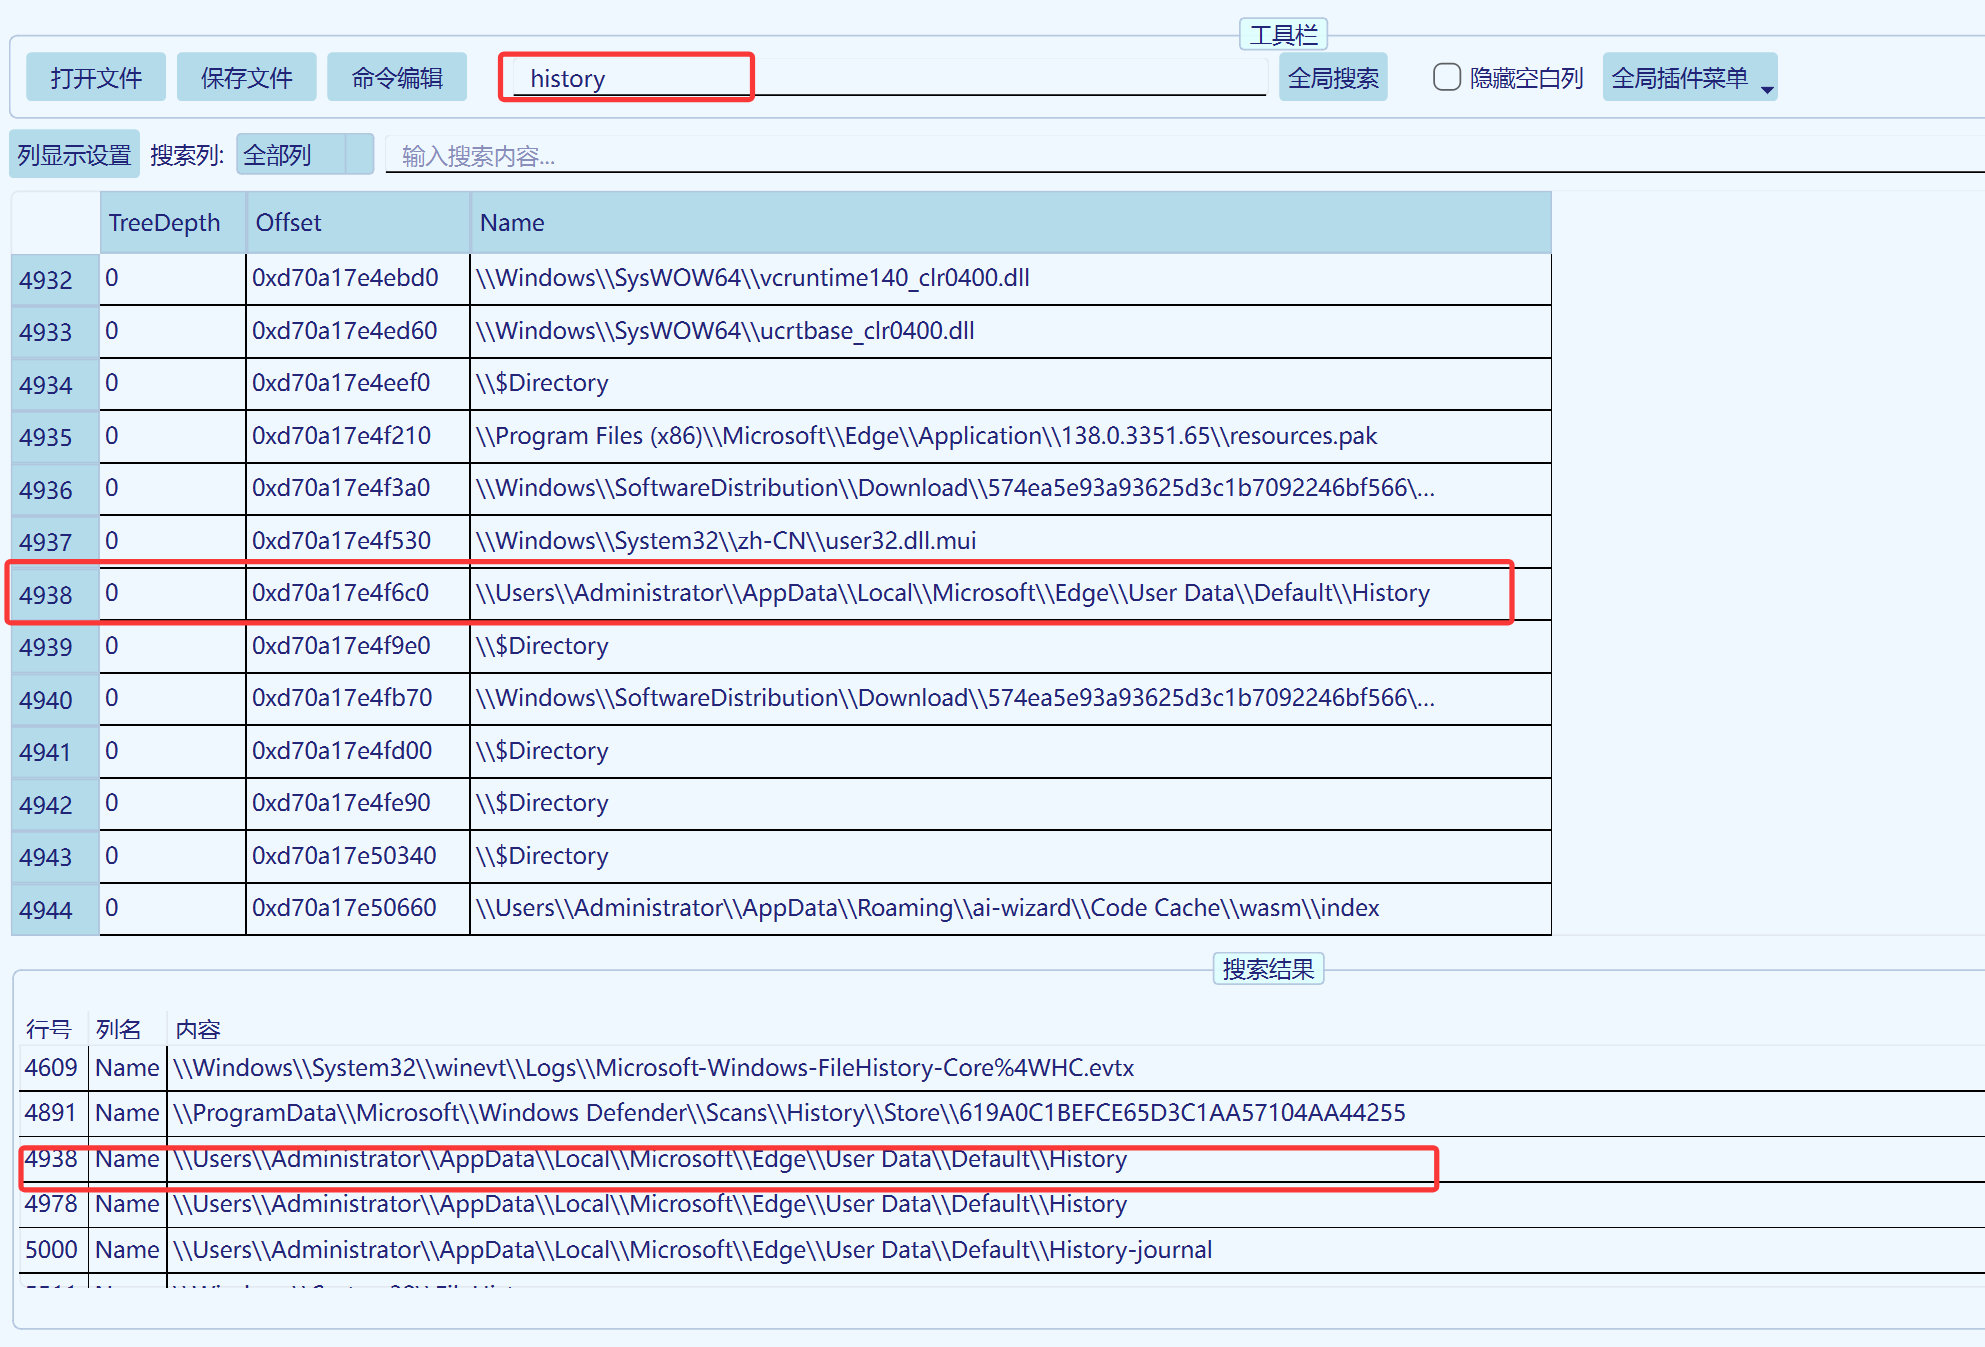 工具栏
打开文件 保存文件 命令编辑 history 全局搜索 隐藏空白列 全局插件菜单
列显示设置 搜索列: 全部列 输入搜索内容...
TreeDepth Offset Name
4932 0 0xd70a17e4ebd0 \\Windows\\SysWOW64\\vcruntime140_clr0400.dll
4933 0 0xd70a17e4ed60 \\Windows\\SysWOW64\\ucrtbase_clr0400.dll
4934 0 0xd70a17e4eef0 \\$Directory
4935 0 0xd70a17e4f210 \\Program Files (x86)\\Microsoft\\Edge\\Application\\138.0.3351.65\\resources.pak
4936 0 0xd70a17e4f3a0 \\Windows\\SoftwareDistribution\\Download\\574ea5e93a93625d3c1b7092246bf566\...
4937 0 0xd70a17e4f530 \\Windows\\System32\\zh-CN\\user32.dll.mui
4938 0 0xd70a17e4f6c0 \\Users\\Administrator\\AppData\\Local\\Microsoft\\Edge\\User Data\\Default\\History
4939 0 0xd70a17e4f9e0 \\$Directory
4940 0 0xd70a17e4fb70 \\Windows\\SoftwareDistribution\\Download\\574ea5e93a93625d3c1b7092246bf566\...
4941 0 0xd70a17e4fd00 \\$Directory
4942 0 0xd70a17e4fe90 \\$Directory
4943 0 0xd70a17e50340 \\$Directory
4944 0 0xd70a17e50660 \\Users\\Administrator\\AppData\\Roaming\\ai-wizard\\Code Cache\\wasm\\index
搜索结果
行号 列名 内容
4609 Name \\Windows\\System32\\winevt\\Logs\\Microsoft-Windows-FileHistory-Core%4WHC.evtx
4891 Name \\ProgramData\\Microsoft\\Windows Defender\\Scans\\History\\Store\\619A0C1BEFCE65D3C1AA57104AA44255
4938 Name \\Users\\Administrator\\AppData\\Local\\Microsoft\\Edge\\User Data\\Default\\History
4978 Name \\Users\\Administrator\\AppData\\Local\\Microsoft\\Edge\\User Data\\Default\\History
5000 Name \\Users\\Administrator\\AppData\\Local\\Microsoft\\Edge\\User Data\\Default\\History-journal